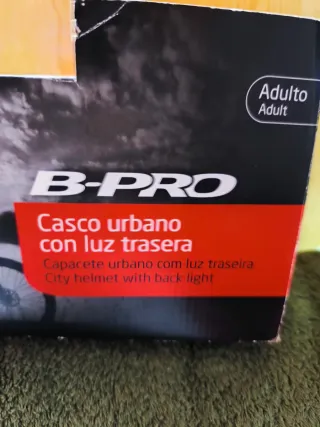 Adulto
Adult
B-PRO
Casco urbano
con luz trasera
Capacete urbano com luz traseira
City helmet with back light